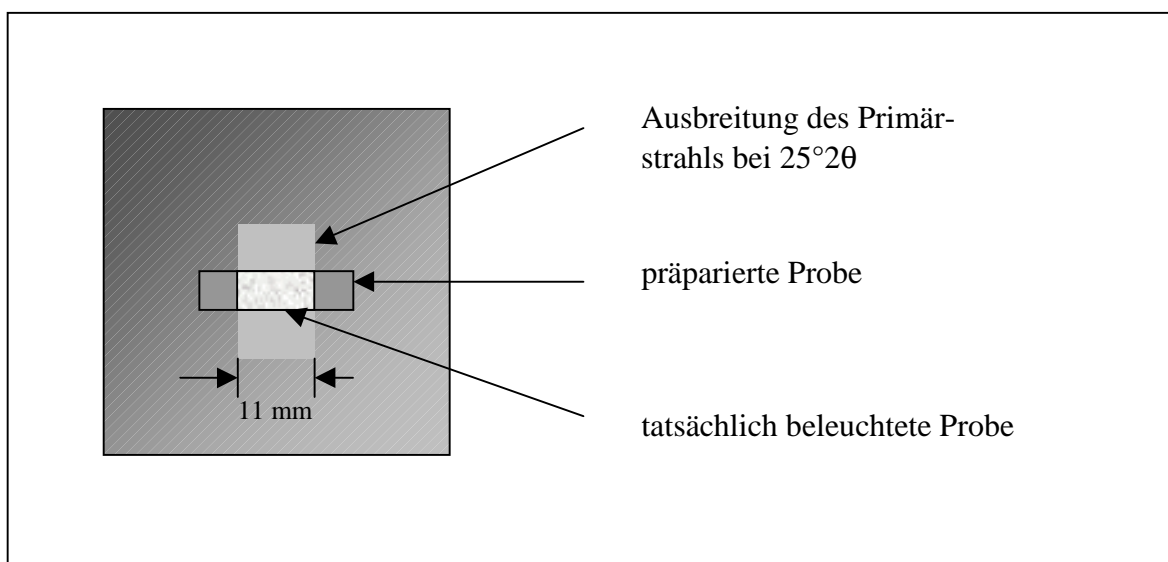 Ausbreitung des Primär-
strahls bei 25°2θ
präparierte Probe
11 mm
tatsächlich beleuchtete Probe